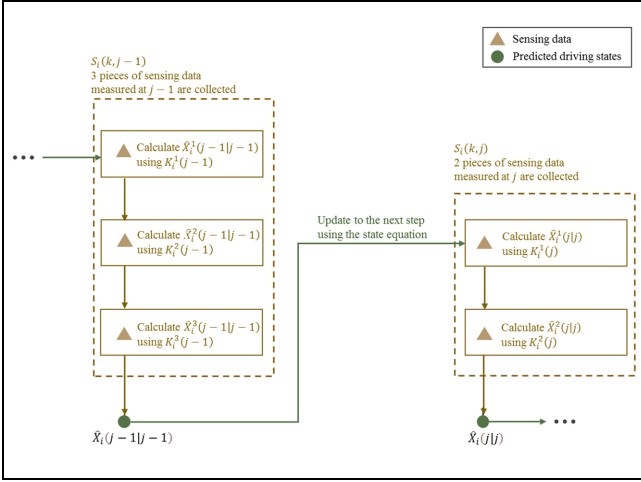 Sensing data
Predicted driving states
S_i(k, j − 1)
3 pieces of sensing data
measured at j − 1 are collected
•••
Calculate X̂_i^1(j − 1|j − 1)
using K_i^1(j − 1)
Calculate X̂_i^2(j − 1|j − 1)
using K_i^2(j − 1)
Calculate X̂_i^3(j − 1|j − 1)
using K_i^3(j − 1)
X̂_i(j − 1|j − 1)
Update to the next step
using the state equation
S_i(k, j)
2 pieces of sensing data
measured at j are collected
Calculate X̂_i^1(j|j)
using K_i^1(j)
Calculate X̂_i^2(j|j)
using K_i^2(j)
•••
X̂_i(j|j)